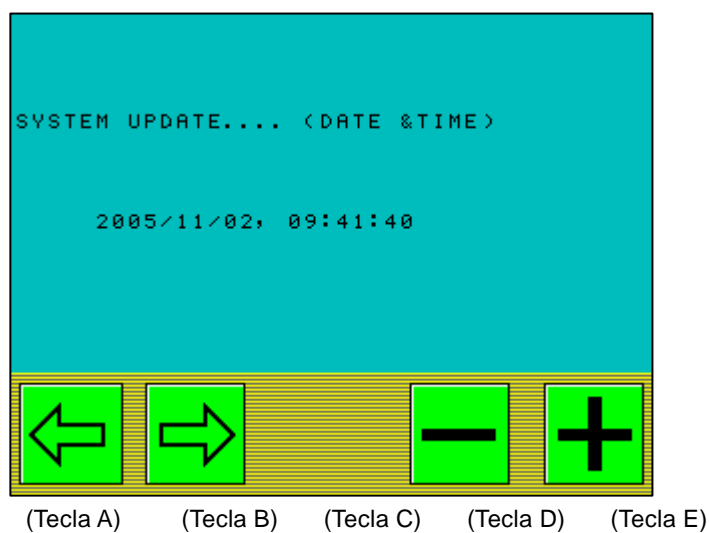 SYSTEM UPDATE.... (DATE &TIME)
2005/11/02, 09:41:40
(Tecla A) (Tecla B) (Tecla C) (Tecla D) (Tecla E)